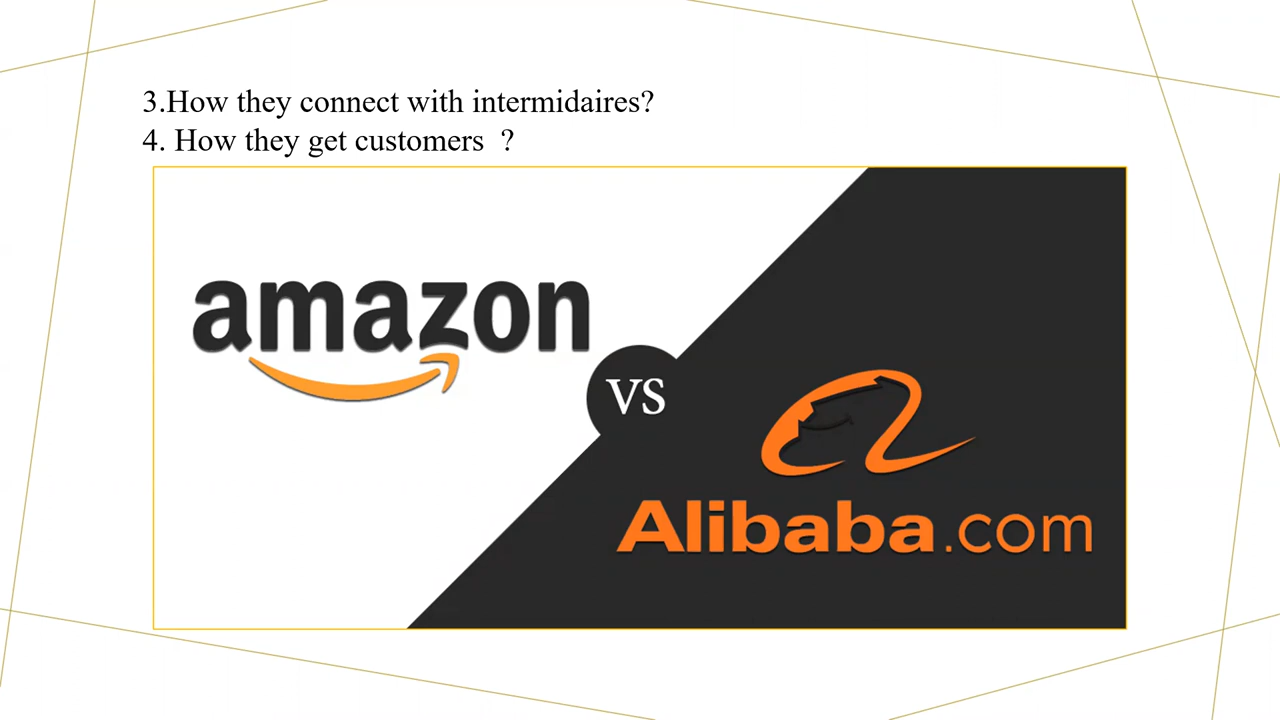 3.How they connect with intermidaires?
4. How they get customers  ?
amazon
VS
Alibaba.com